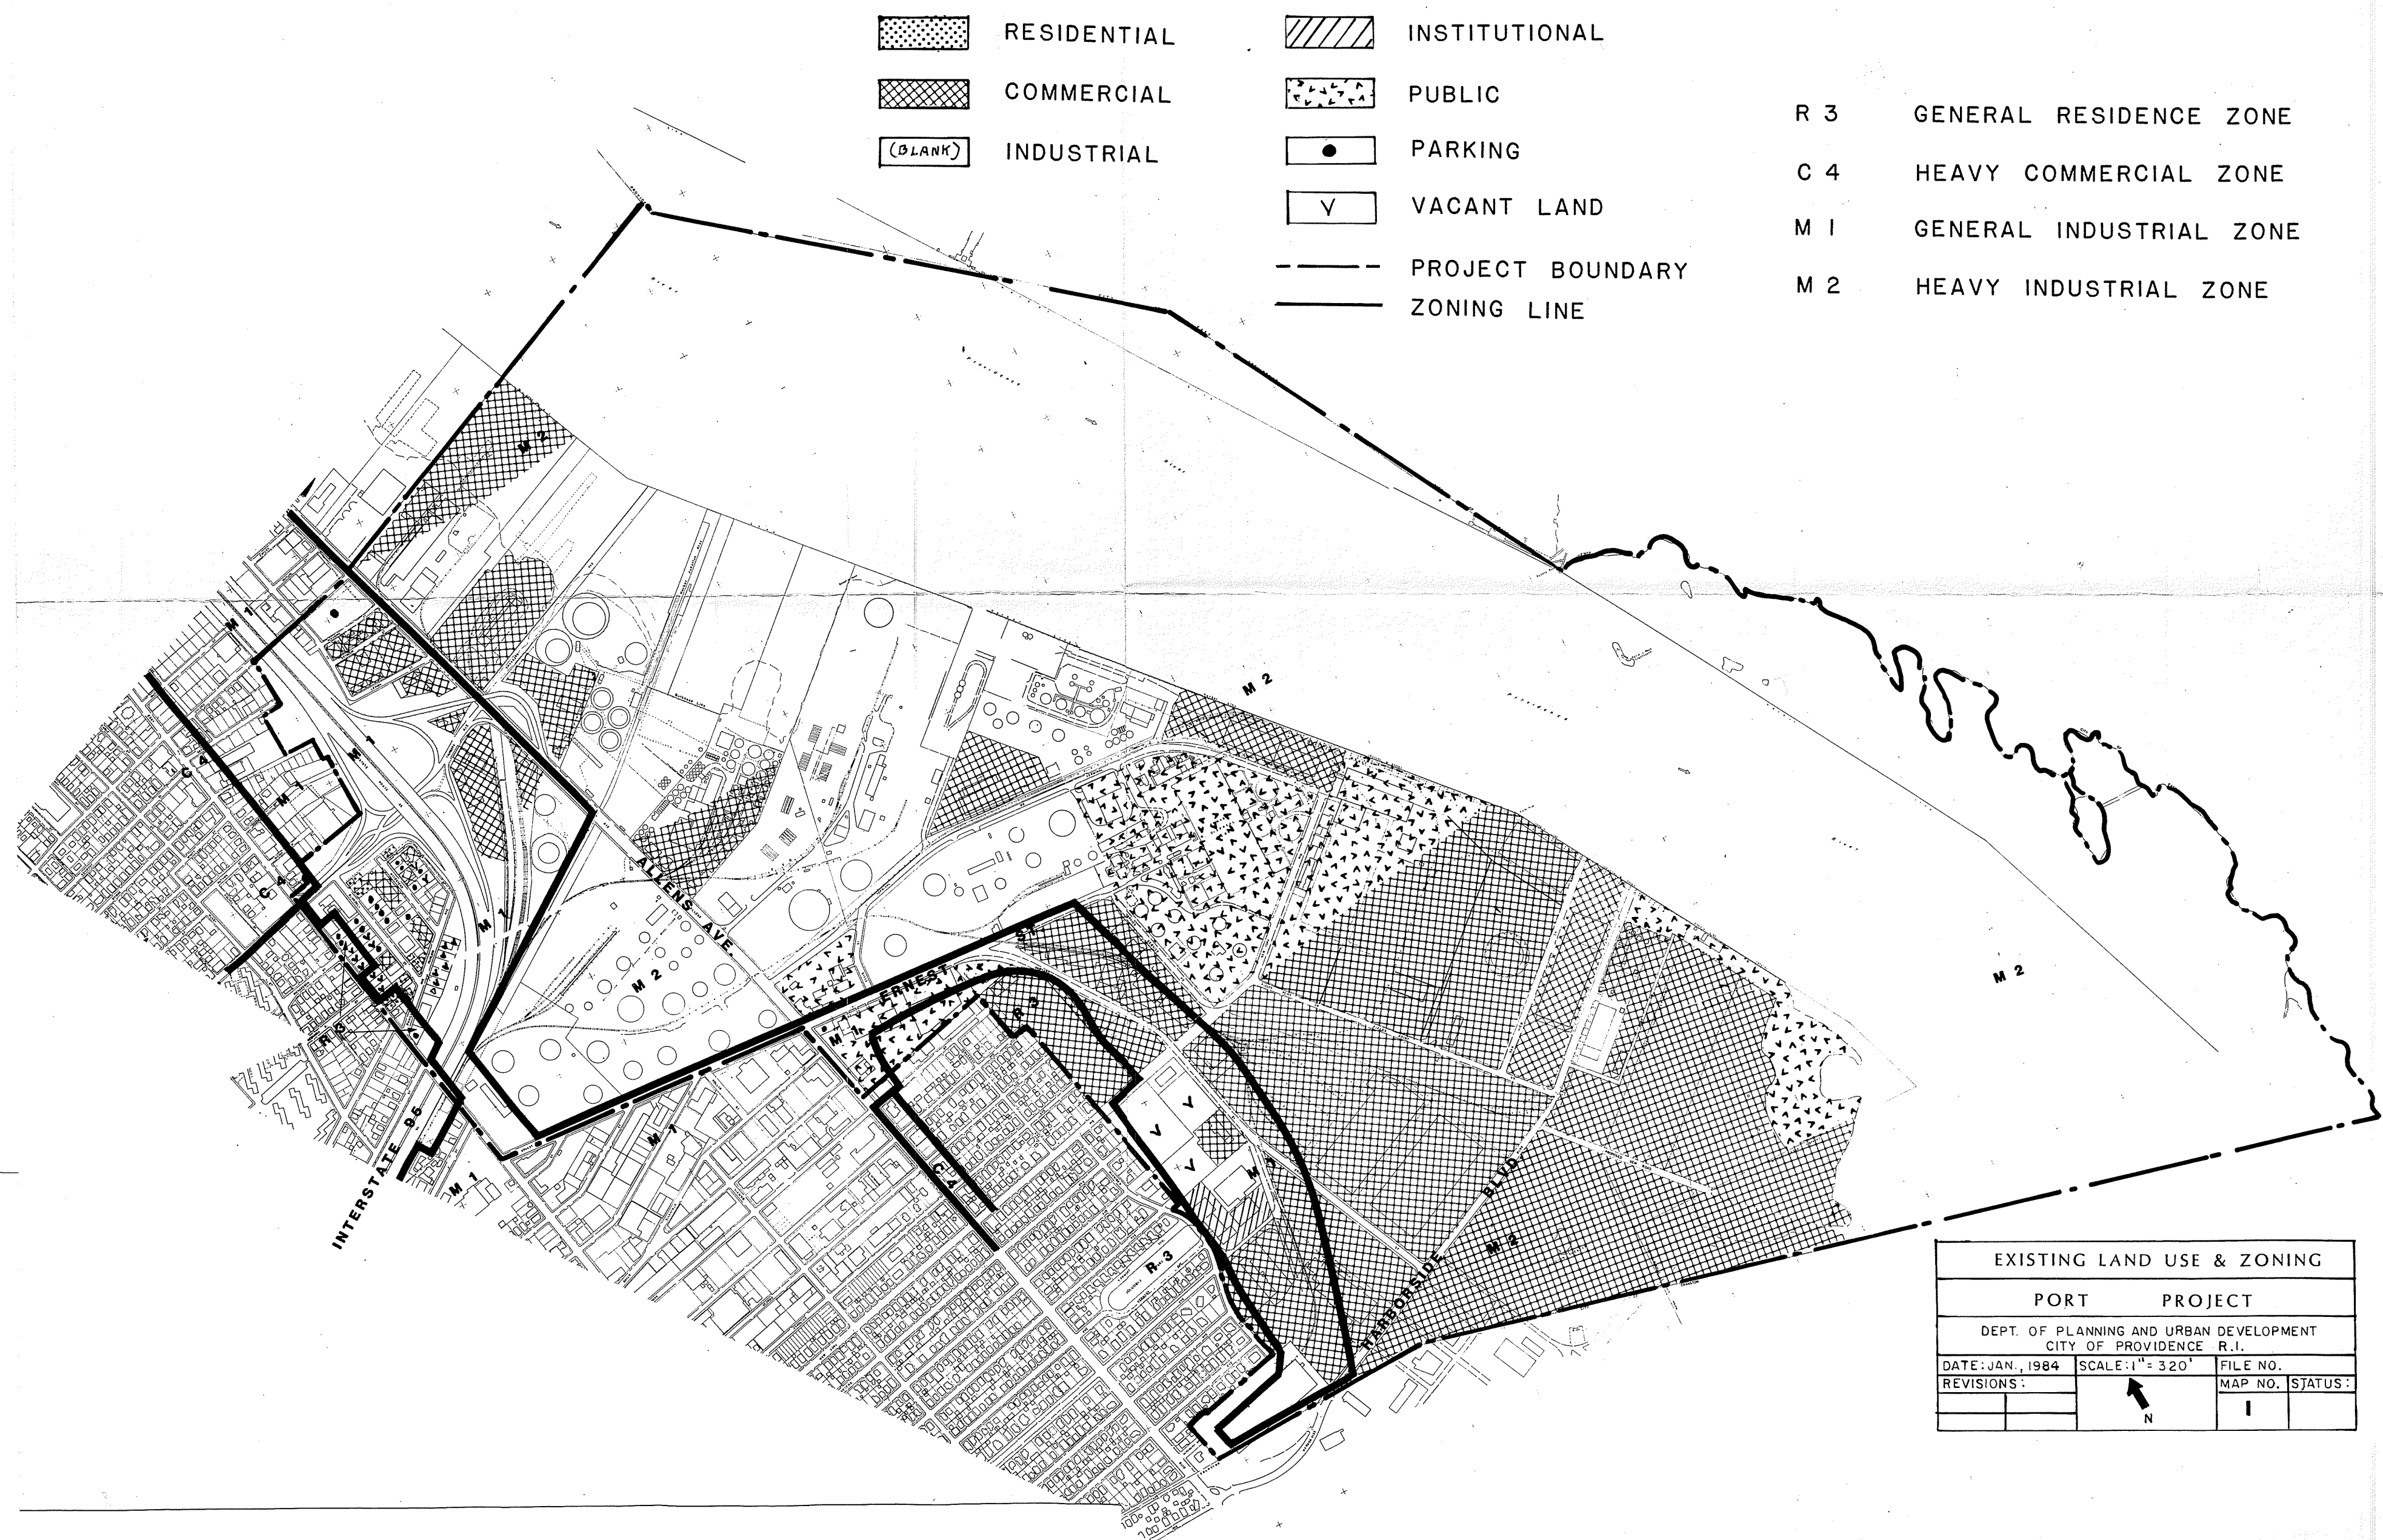 RESIDENTIAL
COMMERCIAL
(BLANK) INDUSTRIAL
INSTITUTIONAL
PUBLIC
PARKING
V VACANT LAND
PROJECT BOUNDARY
ZONING LINE
R 3 GENERAL RESIDENCE ZONE
C 4 HEAVY COMMERCIAL ZONE
M 1 GENERAL INDUSTRIAL ZONE
M 2 HEAVY INDUSTRIAL ZONE
M 2
M 1
M 2
M 1
C 4
M 1
ALLENS AVE.
C 4
M 1
M 2
M 2
ERNEST ST.
R 3
M 1
R 3
V
V
V
INTERSTATE 95
M 1
M 1
C 4
M 1
HARBORSIDE BLVD
M 2
R 3
EXISTING LAND USE & ZONING
PORT PROJECT
DEPT. OF PLANNING AND URBAN DEVELOPMENT
CITY OF PROVIDENCE R.I.
DATE: JAN., 1984 SCALE: 1" = 320' FILE NO.
REVISIONS: MAP NO. STATUS:
N 1